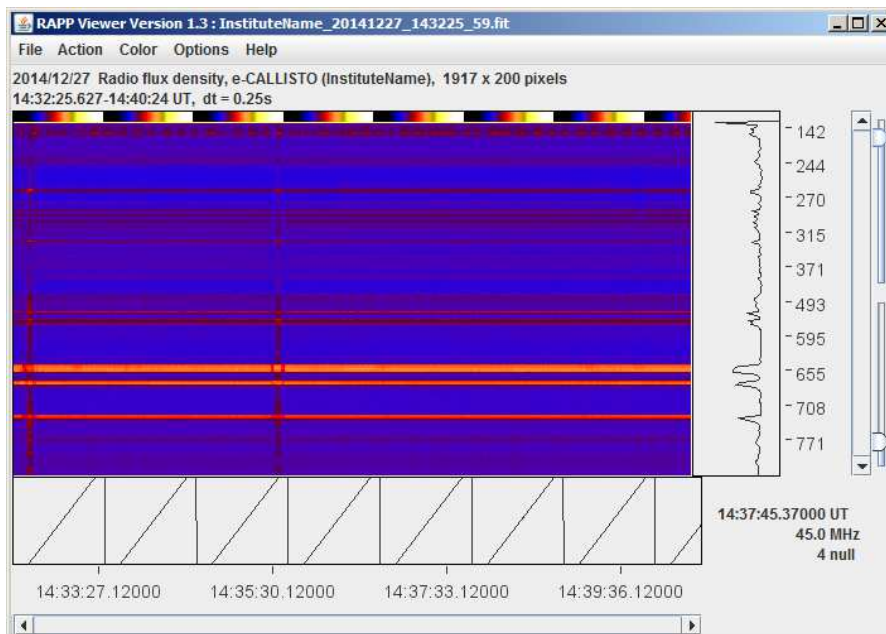 RAPP Viewer Version 1.3 : InstituteName_20141227_143225_59.fit
File Action Color Options Help
2014/12/27 Radio flux density, e-CALLISTO (InstituteName), 1917 x 200 pixels
14:32:25.627-14:40:24 UT, dt = 0.25s
142
244
270
315
371
493
595
655
708
771
14:37:45.37000 UT
45.0 MHz
4 null
14:33:27.12000 14:35:30.12000 14:37:33.12000 14:39:36.12000